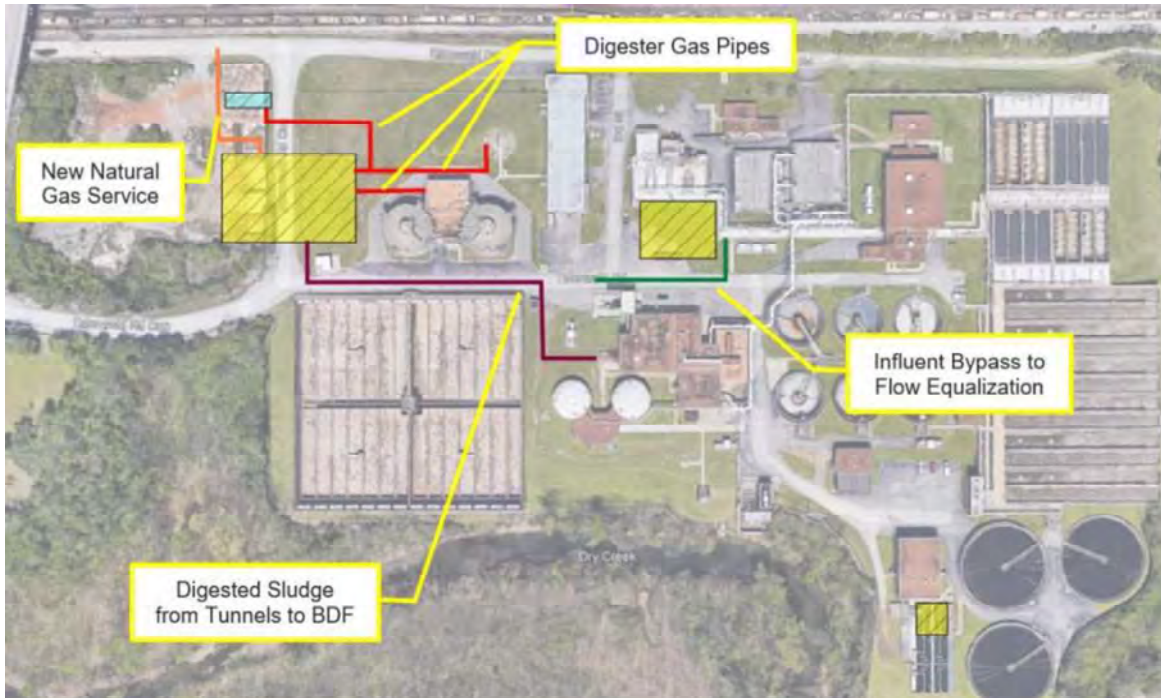 Digester Gas Pipes
New Natural
Gas Service
Influent Bypass to
Flow Equalization
Dry Creek
Digested Sludge
from Tunnels to BDF